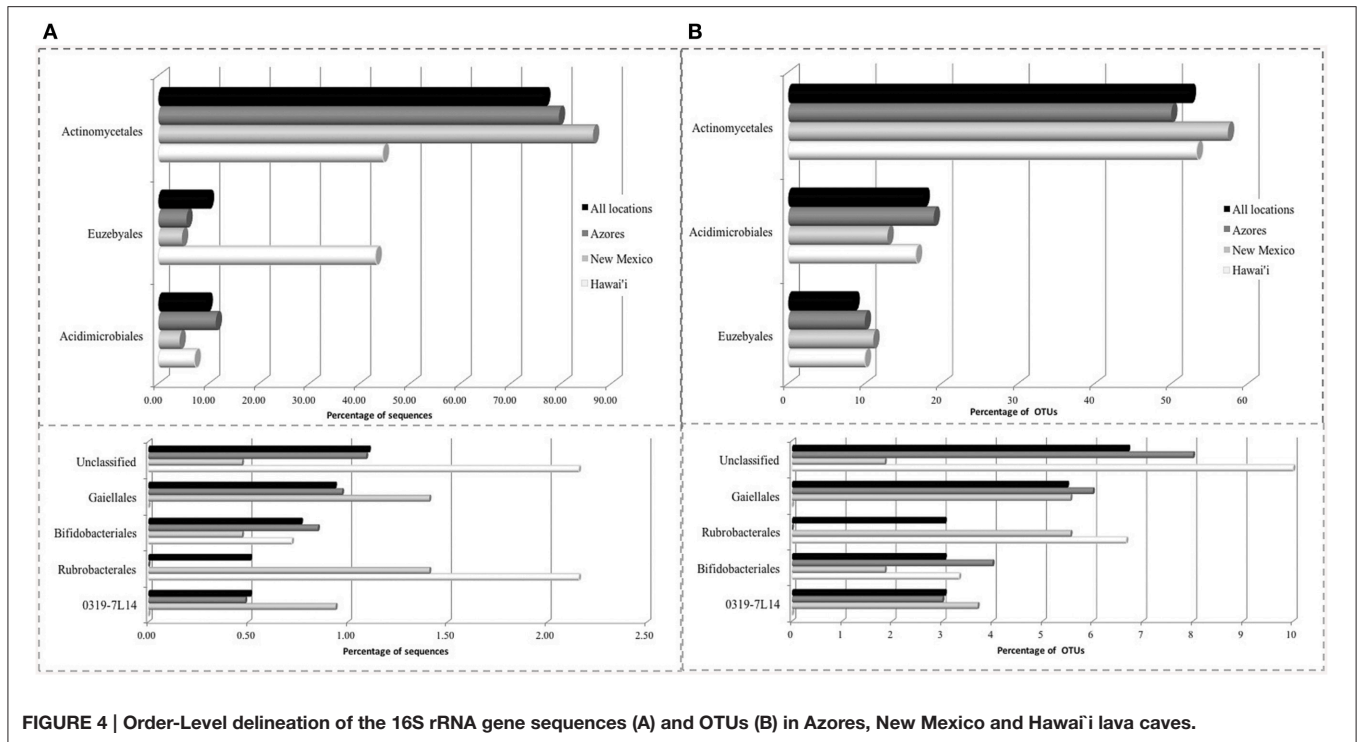 A
Actinomycetales
Euzebyales
Acidimicrobiales
All locations
Azores
New Mexico
Hawai'i
0.00 10.00 20.00 30.00 40.00 50.00 60.00 70.00 80.00 90.00
Percentage of sequences
Unclassified
Gaiellales
Bifidobacteriales
Rubrobacterales
0319-7L14
0.00 0.50 1.00 1.50 2.00 2.50
Percentage of sequences
B
Actinomycetales
Acidimicrobiales
Euzebyales
All locations
Azores
New Mexico
Hawai'i
0 10 20 30 40 50 60
Percentage of OTUs
Unclassified
Gaiellales
Rubrobacterales
Bifidobacteriales
0319-7L14
0 1 2 3 4 5 6 7 8 9 10
Percentage of OTUs
FIGURE 4 | Order-Level delineation of the 16S rRNA gene sequences (A) and OTUs (B) in Azores, New Mexico and Hawai`i lava caves.